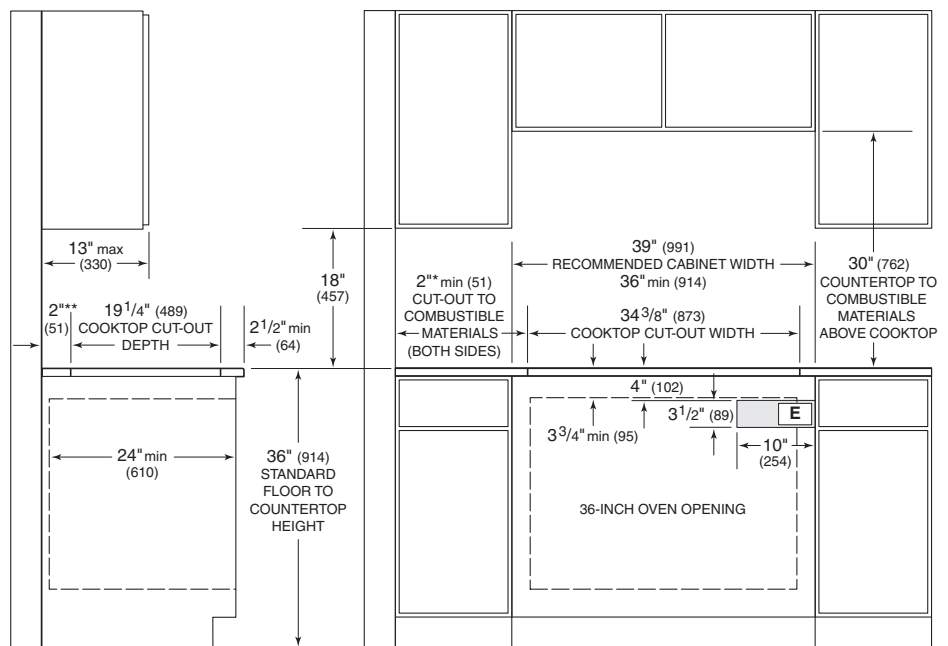 13" max
(330)
2"**
(51)
19 1/4" (489)
COOKTOP CUT-OUT
DEPTH
2 1/2" min
(64)
18"
(457)
24" min
(610)
36" (914)
STANDARD
FLOOR TO
COUNTERTOP
HEIGHT
39" (991)
RECOMMENDED CABINET WIDTH
36" min (914)
2"* min (51)
CUT-OUT TO
COMBUSTIBLE
MATERIALS
(BOTH SIDES)
34 3/8" (873)
COOKTOP CUT-OUT WIDTH
30" (762)
COUNTERTOP TO
COMBUSTIBLE
MATERIALS
ABOVE COOKTOP
4" (102)
3 1/2" (89)
E
3 3/4" min (95)
10"
(254)
36-INCH OVEN OPENING